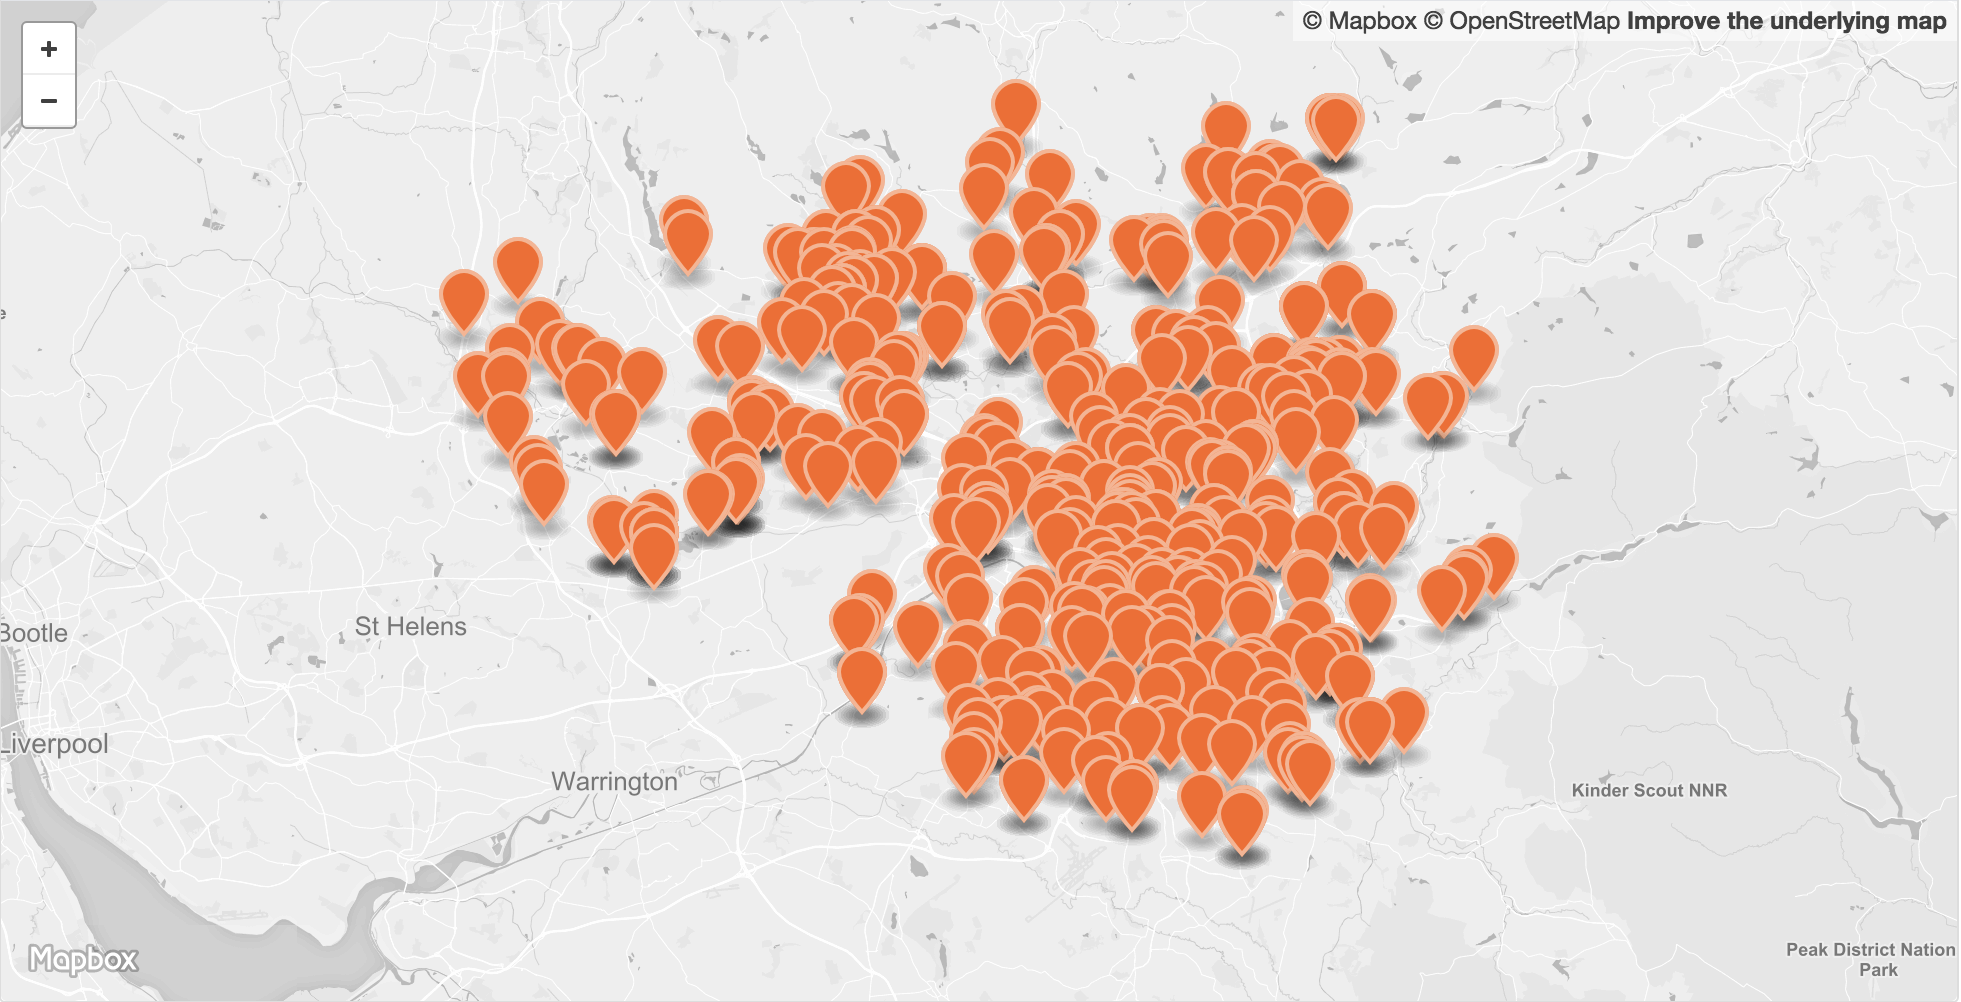 +
© Mapbox © OpenStreetMap Improve the underlying map
−
e
St Helens
Bootle
Liverpool
Warrington
Kinder Scout NNR
Mapbox
Peak District Nation
Park